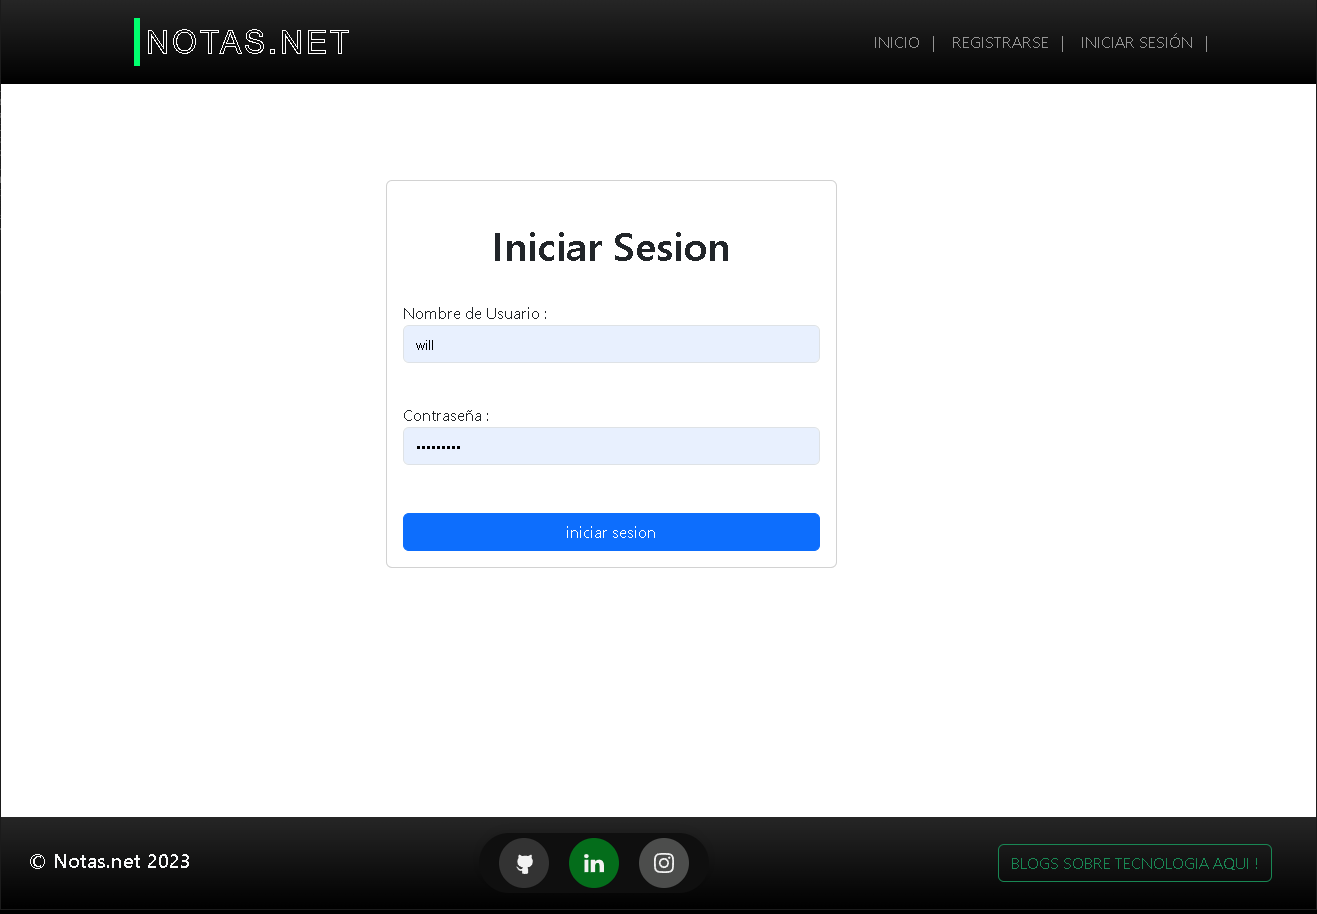 NOTAS.NET
INICIO | REGISTRARSE | INICIAR SESIÓN |
Iniciar Sesion
Nombre de Usuario :
will
Contraseña :
•••••••••
iniciar sesion
© Notas.net 2023
in
BLOGS SOBRE TECNOLOGIA AQUI !